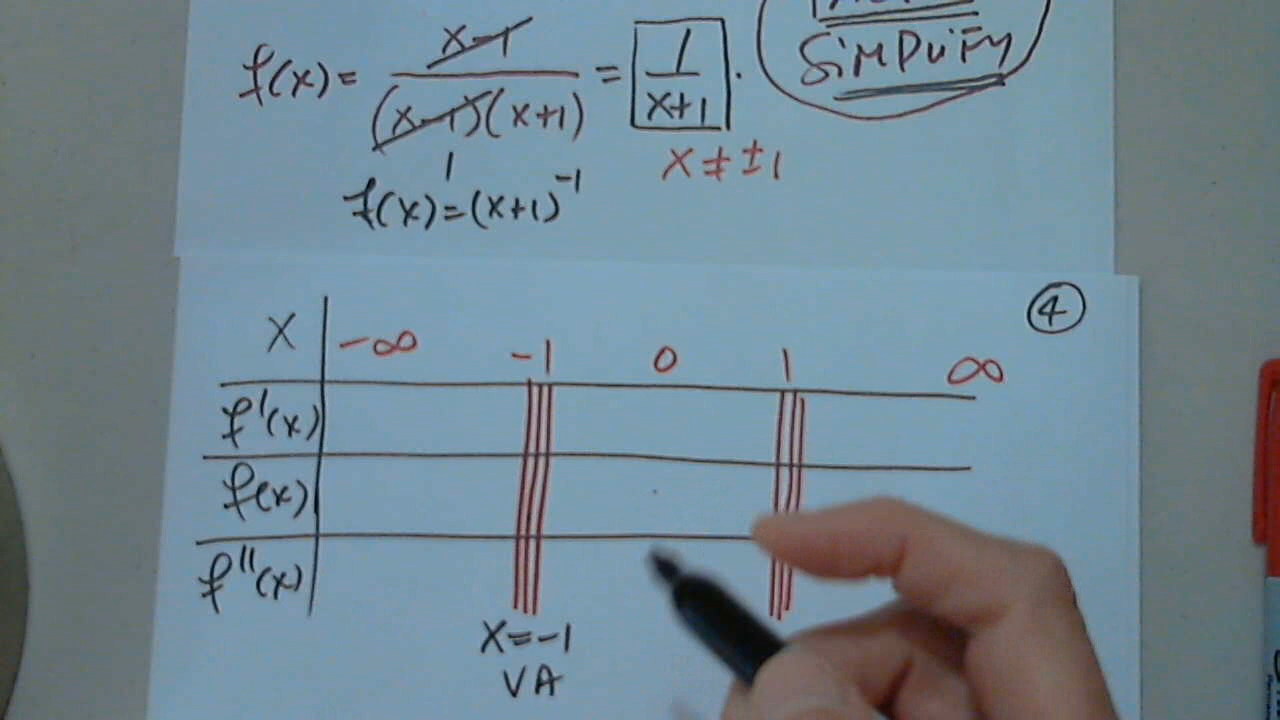 SIMPLIFY
f(x) = x-1 / (x-1)(x+1) = 1 / x+1 .
1
x ≠ ±1
f(x) = (x+1)^-1
4
X -∞ -1 0 1 ∞
f'(x)
f(x)
f''(x)
X=-1
VA